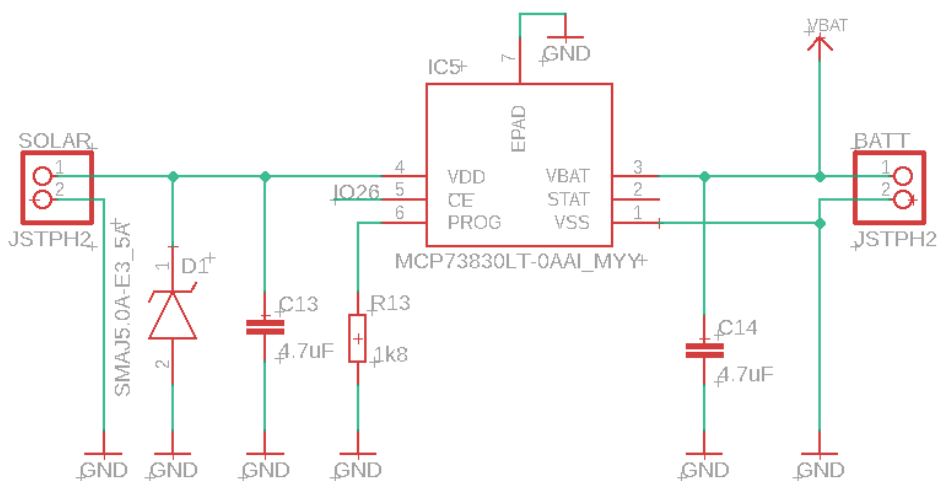 VBAT
7
GND
IC5
EPAD
SOLAR
1
2
JSTPH2
4
VDD
IO26
5
CE
6
PROG
VBAT
3
STAT
2
VSS
1
MCP73830LT-0AAI_MYY
BATT
1
2
JSTPH2
SMAJ5.0A-E3_5A
1
D1
2
C13
4.7uF
R13
1k8
C14
4.7uF
GND
GND
GND
GND
GND
GND